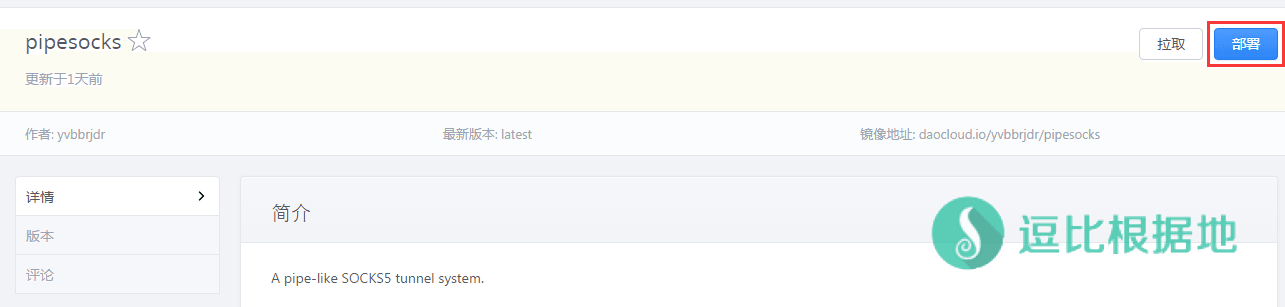 pipesocks
拉取
部署
更新于1天前
作者: yvbbrjdr
最新版本: latest
镜像地址: daocloud.io/yvbbrjdr/pipesocks
详情
版本
评论
简介
逗比根据地
A pipe-like SOCKS5 tunnel system.